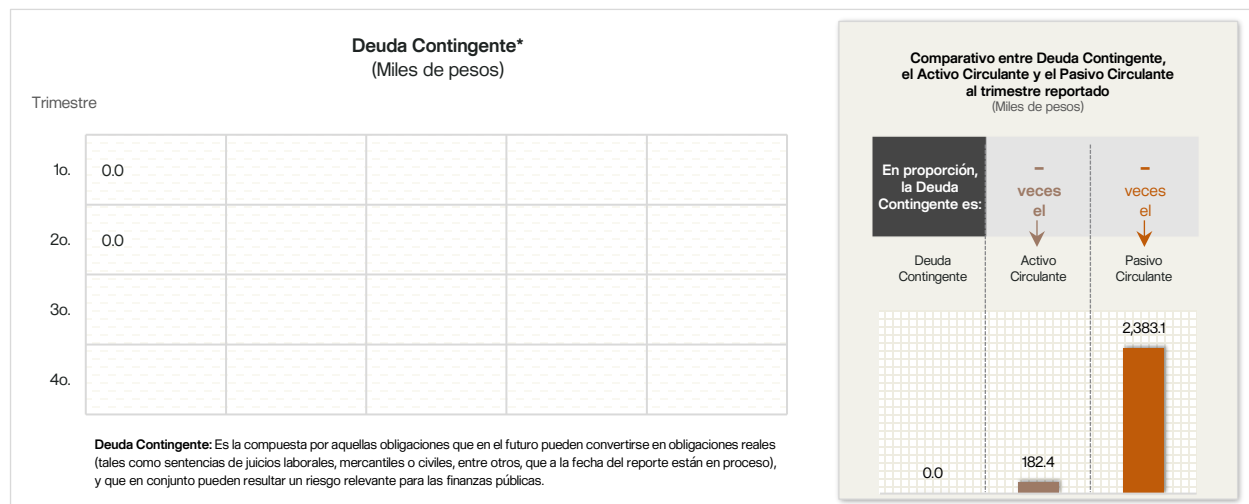 Deuda Contingente*
(Miles de pesos)
Trimestre
1o. 0.0
2o. 0.0
3o.
4o.
Deuda Contingente: Es la compuesta por aquellas obligaciones que en el futuro pueden convertirse en obligaciones reales
(tales como sentencias de juicios laborales, mercantiles o civiles, entre otros, que a la fecha del reporte están en proceso),
y que en conjunto pueden resultar un riesgo relevante para las finanzas públicas.
Comparativo entre Deuda Contingente,
el Activo Circulante y el Pasivo Circulante
al trimestre reportado
(Miles de pesos)
En proporción,
la Deuda
Contingente es:
–
veces
el
–
veces
el
Deuda
Contingente
Activo
Circulante
Pasivo
Circulante
0.0
182.4
2,383.1